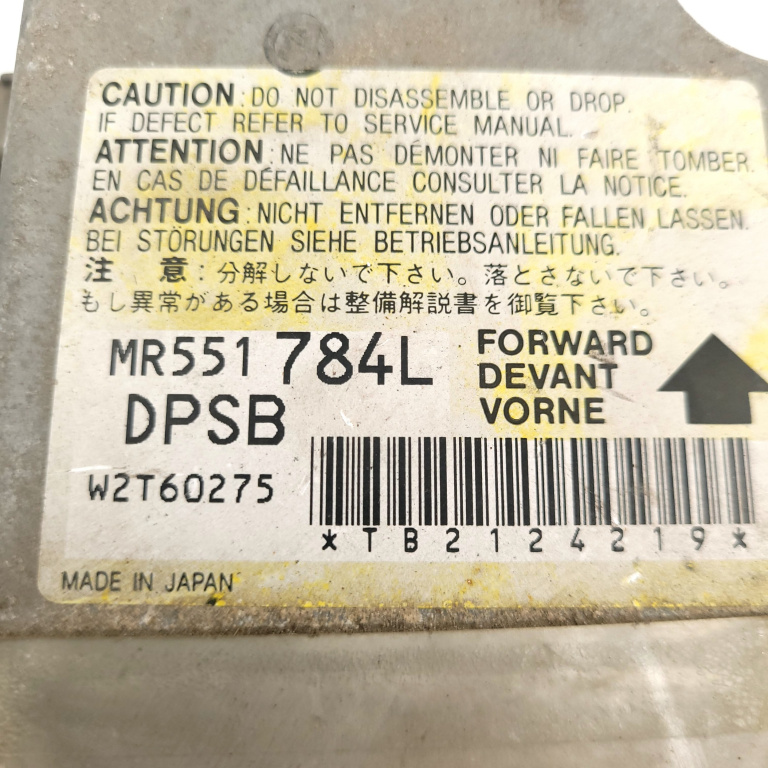 CAUTION : DO NOT DISASSEMBLE OR DROP.
IF DEFECT REFER TO SERVICE MANUAL.
ATTENTION : NE PAS DÉMONTER NI FAIRE TOMBER.
EN CAS DE DÉFAILLANCE CONSULTER LA NOTICE.
ACHTUNG : NICHT ENTFERNEN ODER FALLEN LASSEN.
BEI STÖRUNGEN SIEHE BETRIEBSANLEITUNG.
注 意 : 分解しないで下さい。落とさないで下さい。
もし異常がある場合は整備解説書を御覧下さい。
MR551 784L
DPSB
FORWARD
DEVANT
VORNE
W2T60275
*TB2124219*
MADE IN JAPAN